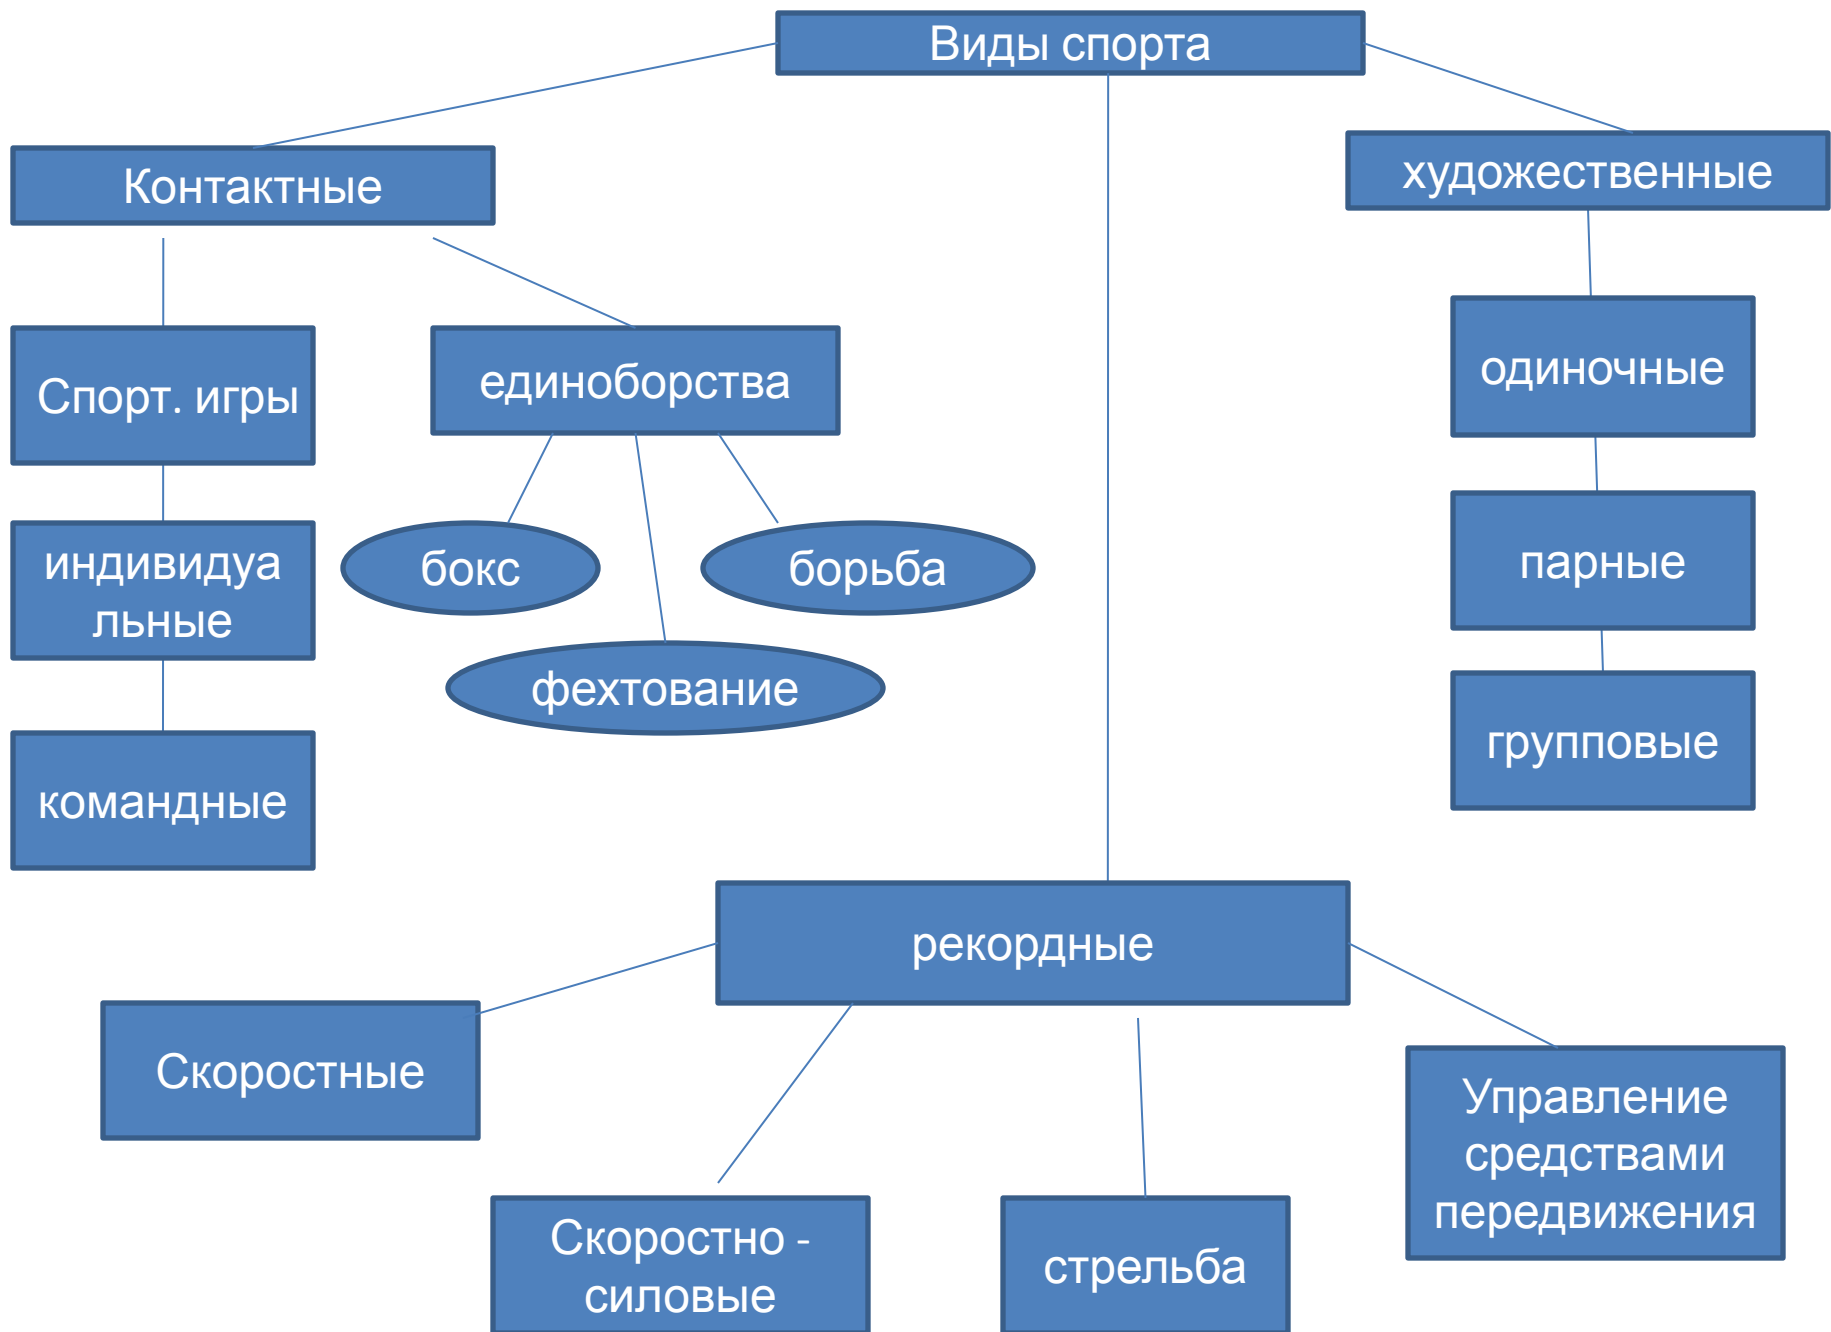 Виды спорта
Контактные
художественные
Спорт. игры
единоборства
одиночные
индивидуа
льные
бокс
борьба
парные
фехтование
командные
групповые
рекордные
Скоростные
Управление
средствами
передвижения
Скоростно -
силовые
стрельба